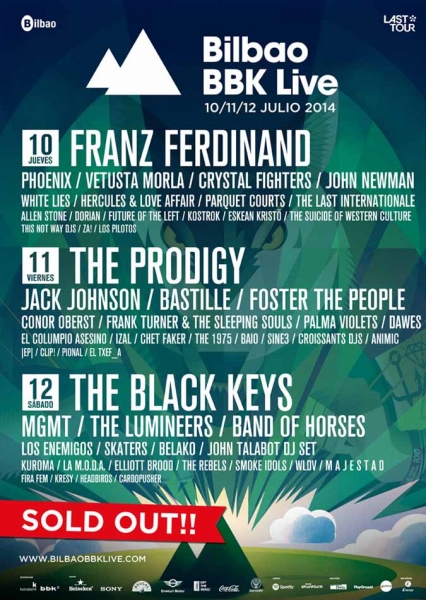 Bilbao
LAST TOUR
Bilbao
BBK Live
10/11/12 JULIO 2014
10 JUEVES FRANZ FERDINAND
PHOENIX / VETUSTA MORLA / CRYSTAL FIGHTERS / JOHN NEWMAN
WHITE LIES / HERCULES & LOVE AFFAIR / PARQUET COURTS / THE LAST INTERNATIONALE
ALLEN STONE / DORIAN / FUTURE OF THE LEFT / KOSTROK / ESKEAN KRISTÖ / THE SUICIDE OF WESTERN CULTURE
THIS NOT WAY DJS / ZA! / LOS PILOTOS
11 VIERNES THE PRODIGY
JACK JOHNSON / BASTILLE / FOSTER THE PEOPLE
CONOR OBERST / FRANK TURNER & THE SLEEPING SOULS / PALMA VIOLETS / DAWES
EL COLUMPIO ASESINO / IZAL / CHET FAKER / THE 1975 / BAIO / SINE3 / CROISSANTS DJS / ANIMIC
|EP| / CLIP! / PIONAL / EL TXEF_A
12 SÁBADO THE BLACK KEYS
MGMT / THE LUMINEERS / BAND OF HORSES
LOS ENEMIGOS / SKATERS / BELAKO / JOHN TALABOT DJ SET
KUROMA / LA M.O.D.A. / ELLIOTT BROOD / THE REBELS / SMOKE IDOLS / WLDV / M A J E S T A D
FIRA FEM / KRESY / HEADBIRDS / CARDOPUSHER
SOLD OUT!!
WWW.BILBAOBBKLIVE.COM
bbk Heineken SONY Coca-Cola Spotify